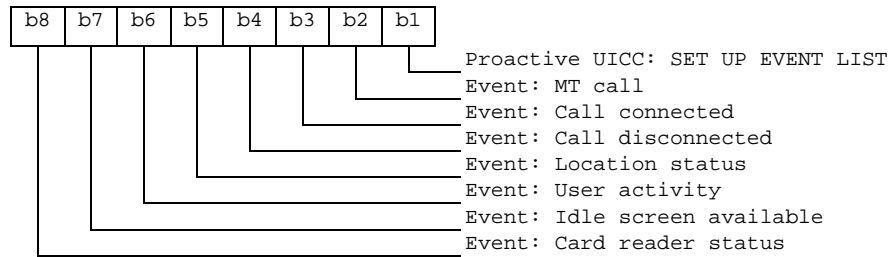 b8 b7 b6 b5 b4 b3 b2 b1
Proactive UICC: SET UP EVENT LIST
Event: MT call
Event: Call connected
Event: Call disconnected
Event: Location status
Event: User activity
Event: Idle screen available
Event: Card reader status